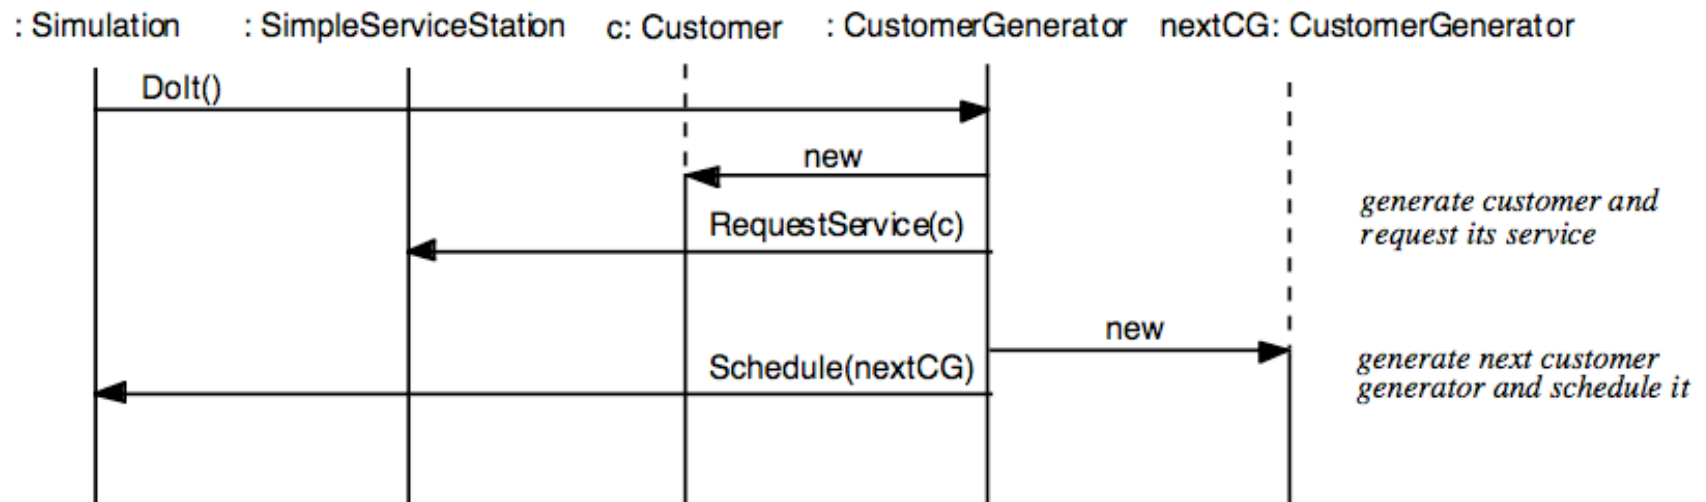 : Simulation : SimpleServiceStation c: Customer : CustomerGenerator nextCG: CustomerGenerator
DoIt()
new
generate customer and
RequestService(c)
request its service
new
generate next customer
Schedule(nextCG)
generator and schedule it